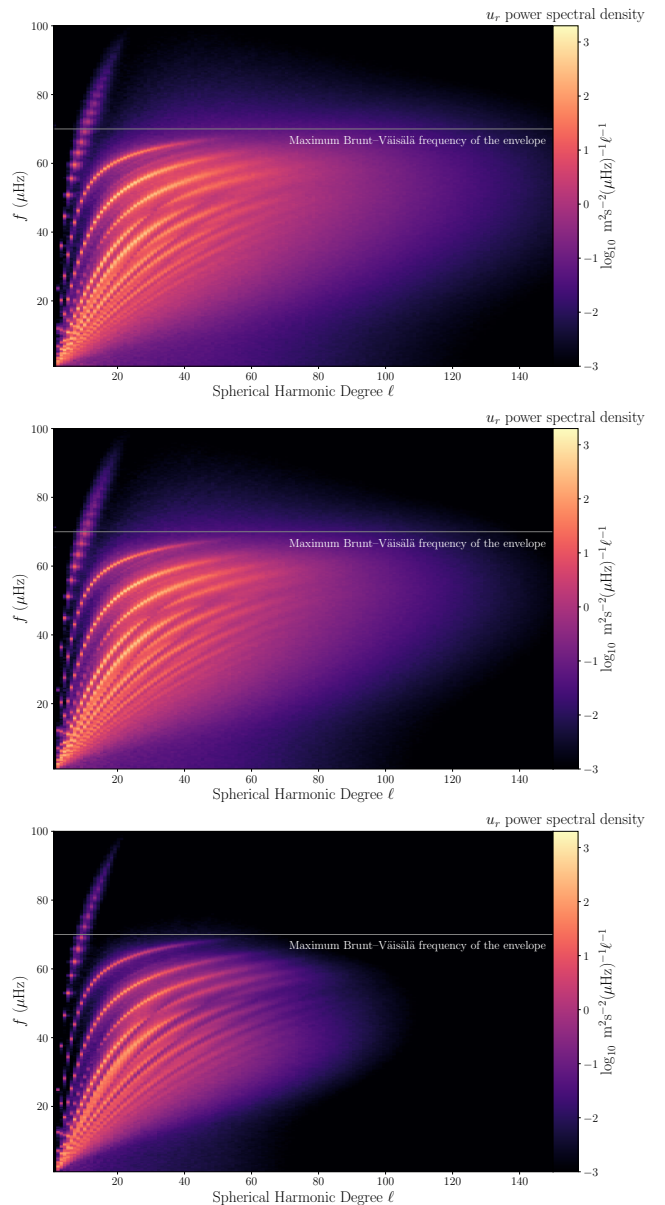 u_r power spectral density
100
80
60
40
20
f (μHz)
Maximum Brunt–Väisälä frequency of the envelope
20 40 60 80 100 120 140
Spherical Harmonic Degree ℓ
3
2
1
0
−1
−2
−3
log₁₀ m²s⁻²(μHz)⁻¹ℓ⁻¹
u_r power spectral density
100
80
60
40
20
f (μHz)
Maximum Brunt–Väisälä frequency of the envelope
20 40 60 80 100 120 140
Spherical Harmonic Degree ℓ
3
2
1
0
−1
−2
−3
log₁₀ m²s⁻²(μHz)⁻¹ℓ⁻¹
u_r power spectral density
100
80
60
40
20
f (μHz)
Maximum Brunt–Väisälä frequency of the envelope
20 40 60 80 100 120 140
Spherical Harmonic Degree ℓ
3
2
1
0
−1
−2
−3
log₁₀ m²s⁻²(μHz)⁻¹ℓ⁻¹